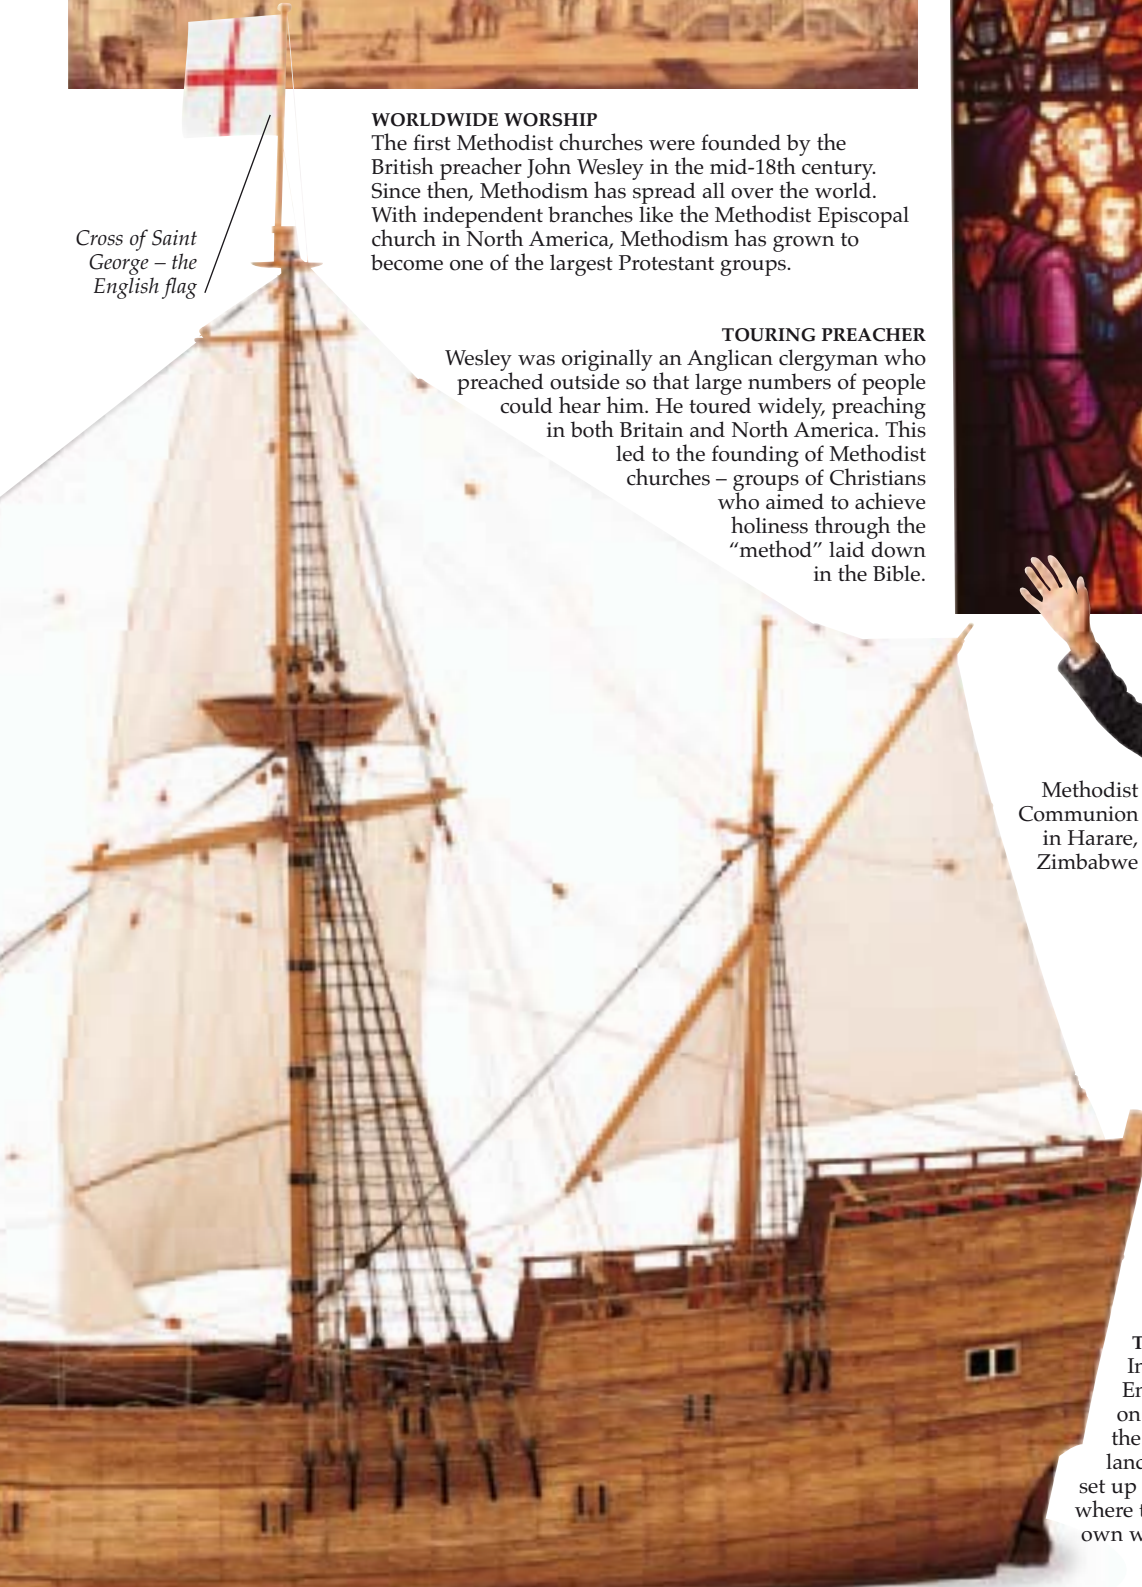 WORLDWIDE WORSHIP
The first Methodist churches were founded by the
British preacher John Wesley in the mid-18th century.
Since then, Methodism has spread all over the world.
With independent branches like the Methodist Episcopal
church in North America, Methodism has grown to
become one of the largest Protestant groups.
Cross of Saint
George – the
English flag
TOURING PREACHER
Wesley was originally an Anglican clergyman who
preached outside so that large numbers of people
could hear him. He toured widely, preaching
in both Britain and North America. This
led to the founding of Methodist
churches – groups of Christians
who aimed to achieve
holiness through the
“method” laid down
in the Bible.
Methodist
Communion
in Harare,
Zimbabwe
on
the
set up
where
own